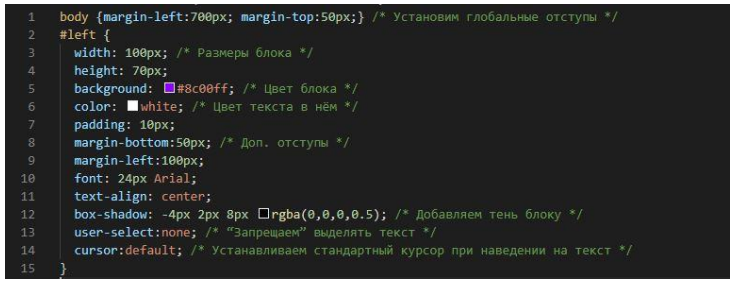 1 body {margin-left:700px; margin-top:50px;} /* Установим глобальные отступы */
2 #left {
3 width: 100px; /* Размеры блока */
4 height: 70px;
5 background: #8c00ff; /* Цвет блока */
6 color: white; /* Цвет текста в нём */
7 padding: 10px;
8 margin-bottom:50px; /* Доп. отступы */
9 margin-left:100px;
10 font: 24px Arial;
11 text-align: center;
12 box-shadow: -4px 2px 8px rgba(0,0,0,0.5); /* Добавляем тень блоку */
13 user-select:none; /* “Запрещаем” выделять текст */
14 cursor:default; /* Устанавливаем стандартный курсор при наведении на текст */
15 }